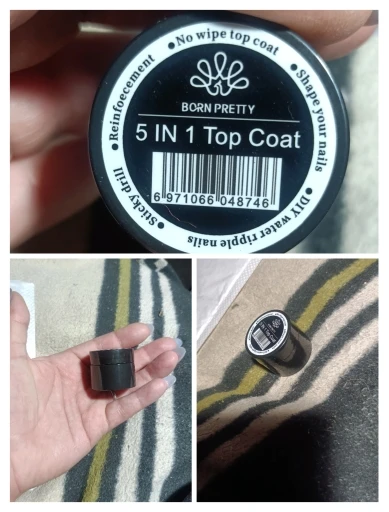 ●No wipe top coat
●Shape your nails
●DIY water ripple nails
●Sticky drill
●Reinfoecement
BORN PRETTY
5 IN 1 Top Coat
6 971066 048746